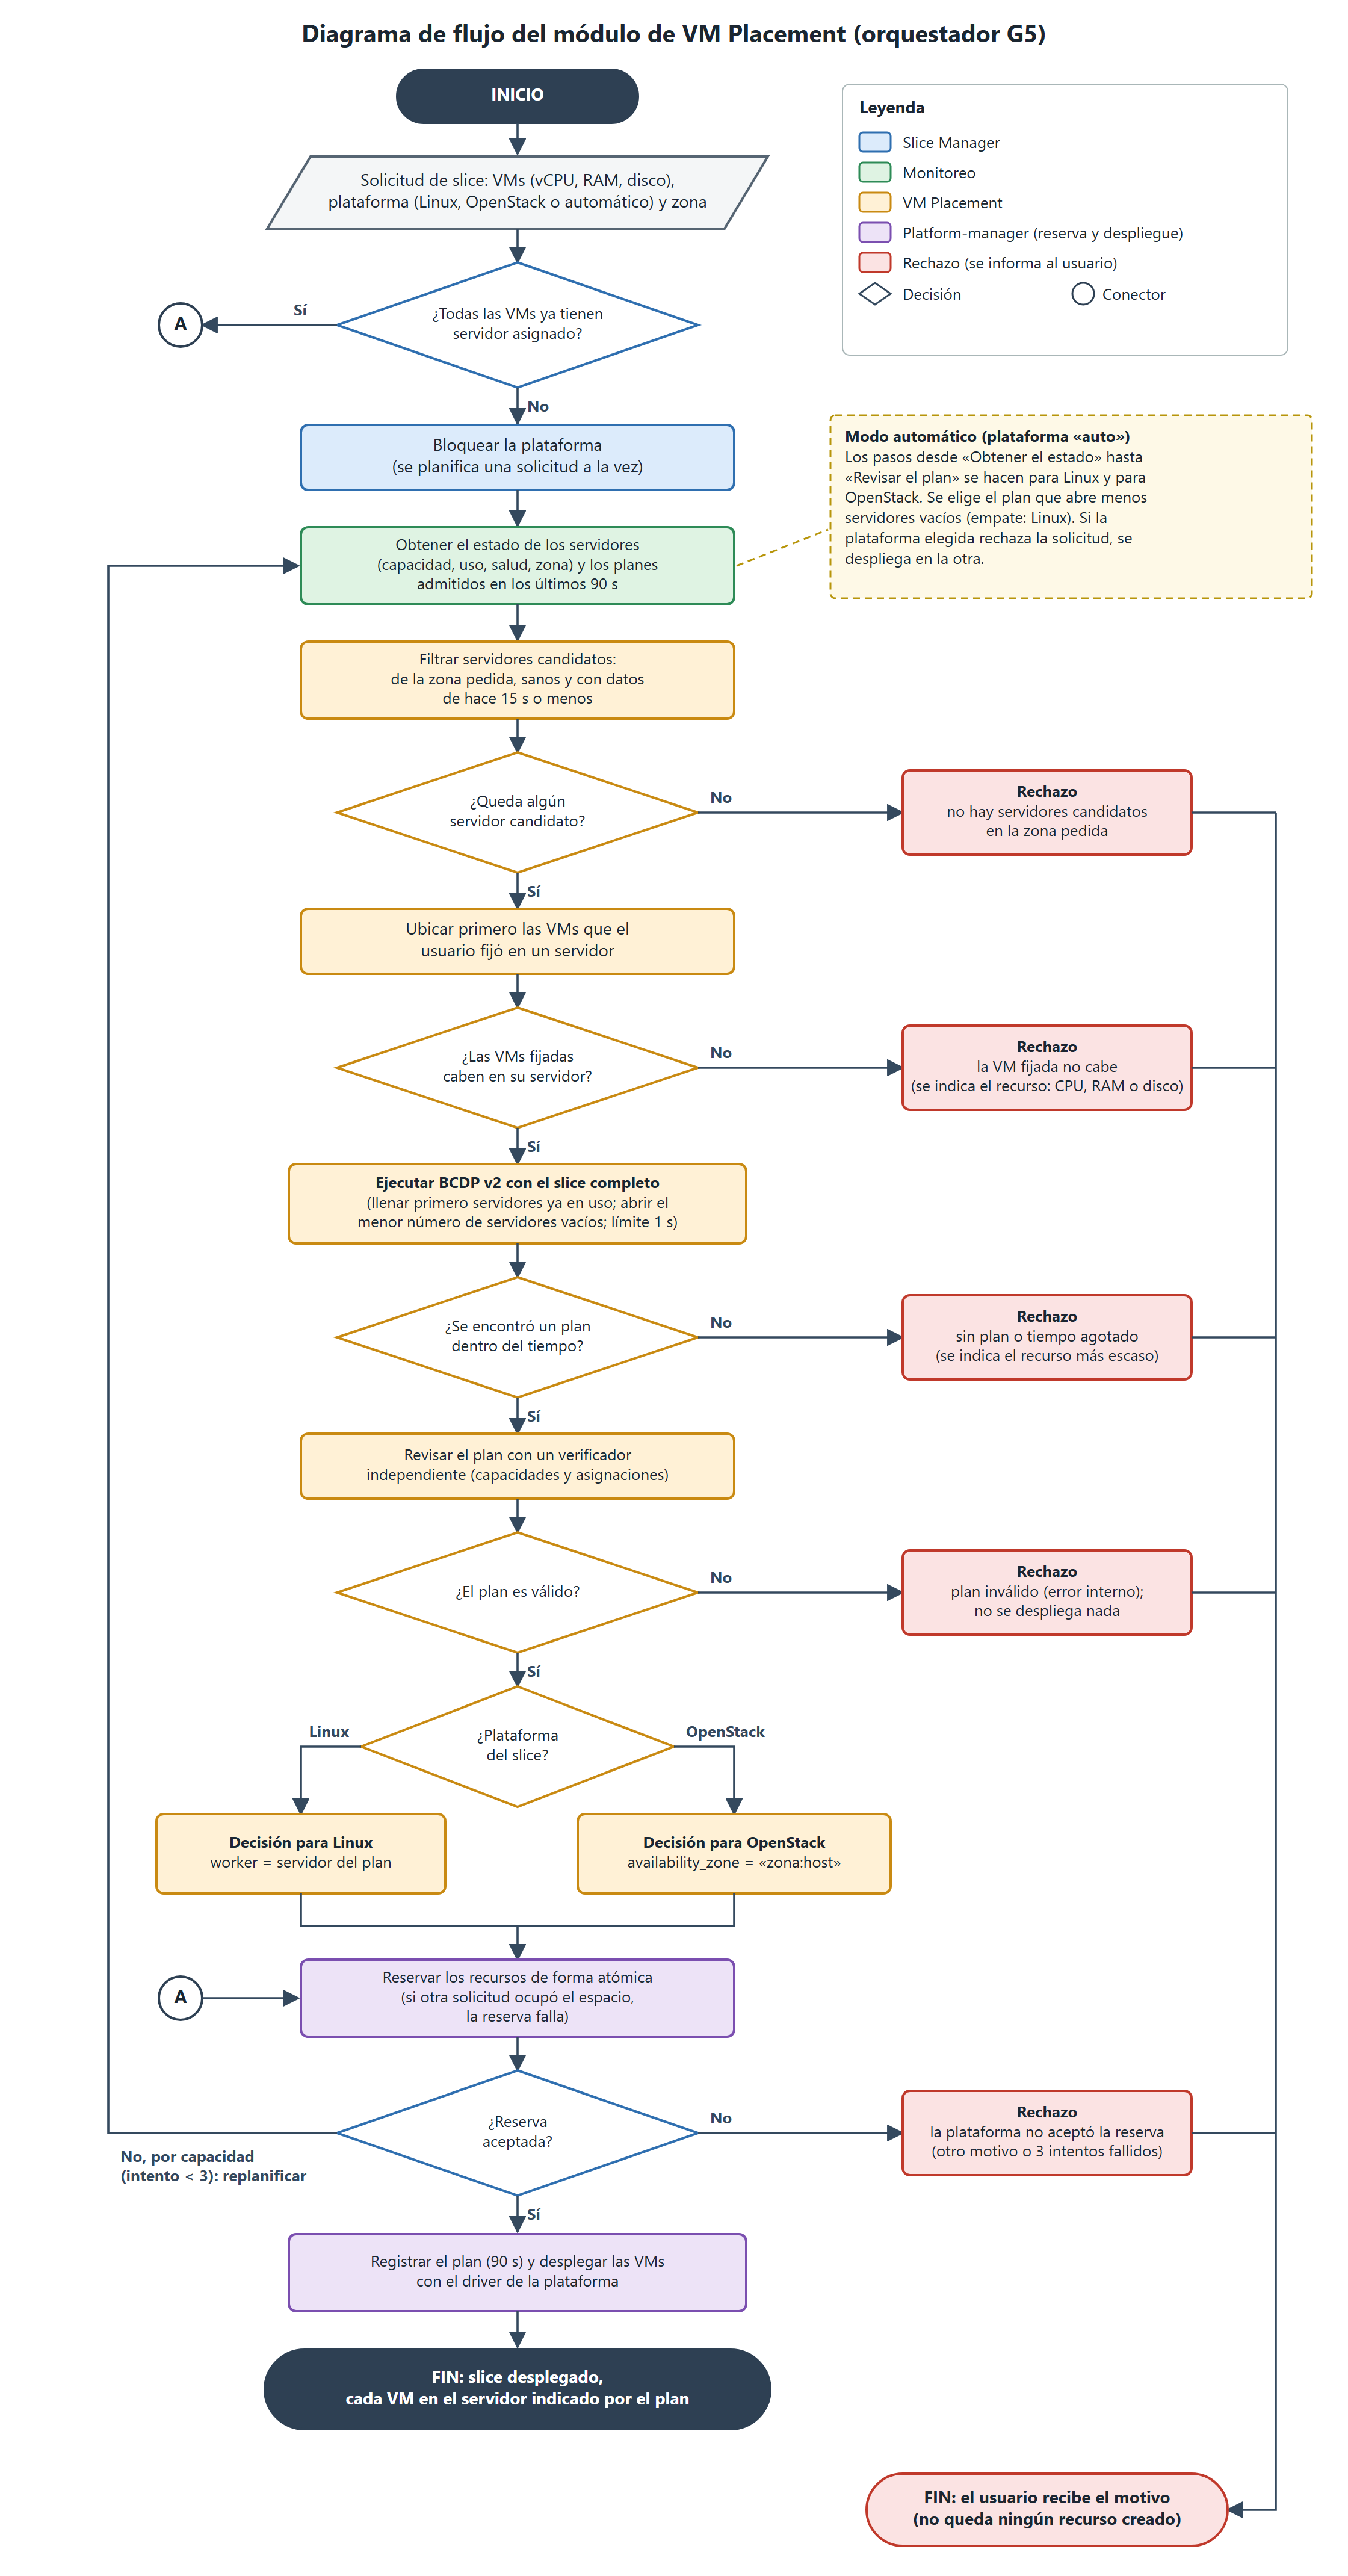 Diagrama de flujo del módulo de VM Placement (orquestador G5)
INICIO
Leyenda
Slice Manager
Monitoreo
VM Placement
Platform-manager (reserva y despliegue)
Rechazo (se informa al usuario)
Decisión
Conector
Solicitud de slice: VMs (vCPU, RAM, disco),
plataforma (Linux, OpenStack o automático) y zona
¿Todas las VMs ya tienen
servidor asignado?
Sí
A
No
Bloquear la plataforma
(se planifica una solicitud a la vez)
Modo automático (plataforma «auto»)
Los pasos desde «Obtener el estado» hasta
«Revisar el plan» se hacen para Linux y para
OpenStack. Se elige el plan que abre menos
servidores vacíos (empate: Linux). Si la
plataforma elegida rechaza la solicitud, se
despliega en la otra.
Obtener el estado de los servidores
(capacidad, uso, salud, zona) y los planes
admitidos en los últimos 90 s
Filtrar servidores candidatos:
de la zona pedida, sanos y con datos
de hace 15 s o menos
¿Queda algún
servidor candidato?
No
Rechazo
no hay servidores candidatos
en la zona pedida
Sí
Ubicar primero las VMs que el
usuario fijó en un servidor
¿Las VMs fijadas
caben en su servidor?
No
Rechazo
la VM fijada no cabe
(se indica el recurso: CPU, RAM o disco)
Sí
Ejecutar BCDP v2 con el slice completo
(llenar primero servidores ya en uso; abrir el
menor número de servidores vacíos; límite 1 s)
¿Se encontró un plan
dentro del tiempo?
No
Rechazo
sin plan o tiempo agotado
(se indica el recurso más escaso)
Sí
Revisar el plan con un verificador
independiente (capacidades y asignaciones)
¿El plan es válido?
No
Rechazo
plan inválido (error interno);
no se despliega nada
Sí
¿Plataforma
del slice?
Linux
OpenStack
Decisión para Linux
worker = servidor del plan
Decisión para OpenStack
availability_zone = «zona:host»
A
Reservar los recursos de forma atómica
(si otra solicitud ocupó el espacio,
la reserva falla)
¿Reserva
aceptada?
No
Rechazo
la plataforma no aceptó la reserva
(otro motivo o 3 intentos fallidos)
No, por capacidad
(intento < 3): replanificar
Sí
Registrar el plan (90 s) y desplegar las VMs
con el driver de la plataforma
FIN: slice desplegado,
cada VM en el servidor indicado por el plan
FIN: el usuario recibe el motivo
(no queda ningún recurso creado)